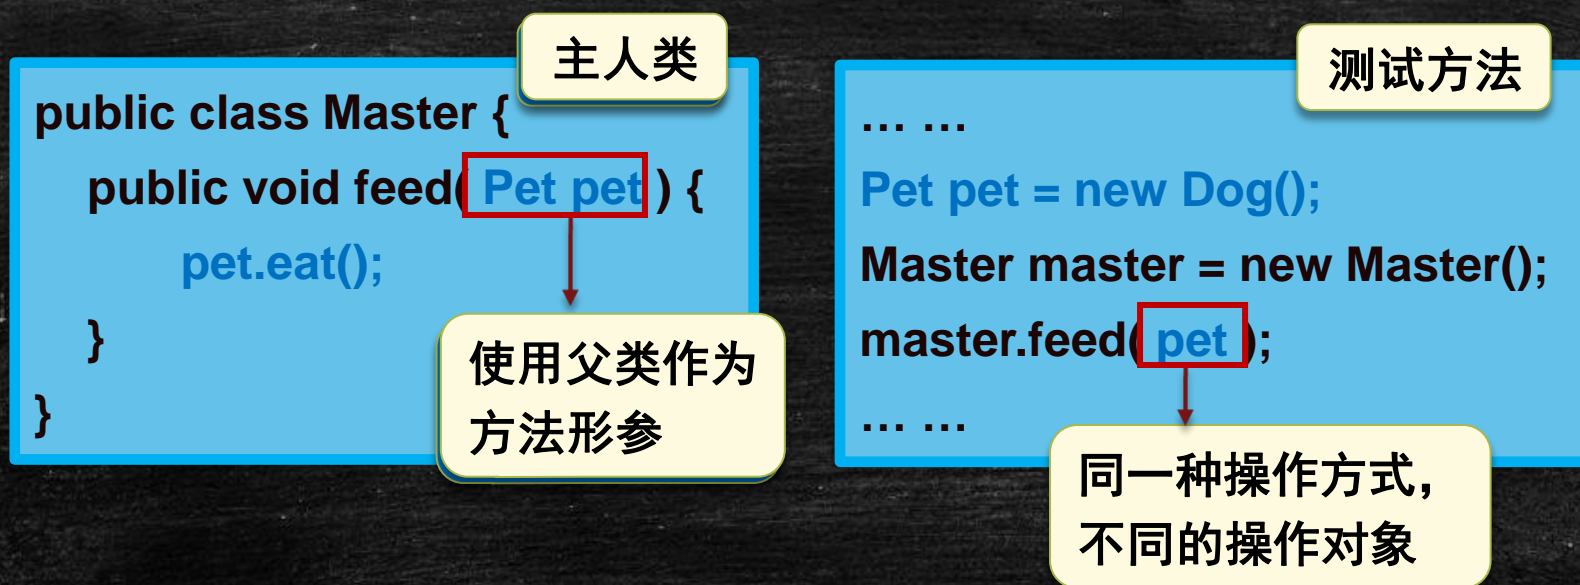 主人类
public class Master {
public void feed( Pet pet ) {
pet.eat();
}
}
使用父类作为
方法形参
测试方法
… …
Pet pet = new Dog();
Master master = new Master();
master.feed( pet );
… …
同一种操作方式，
不同的操作对象